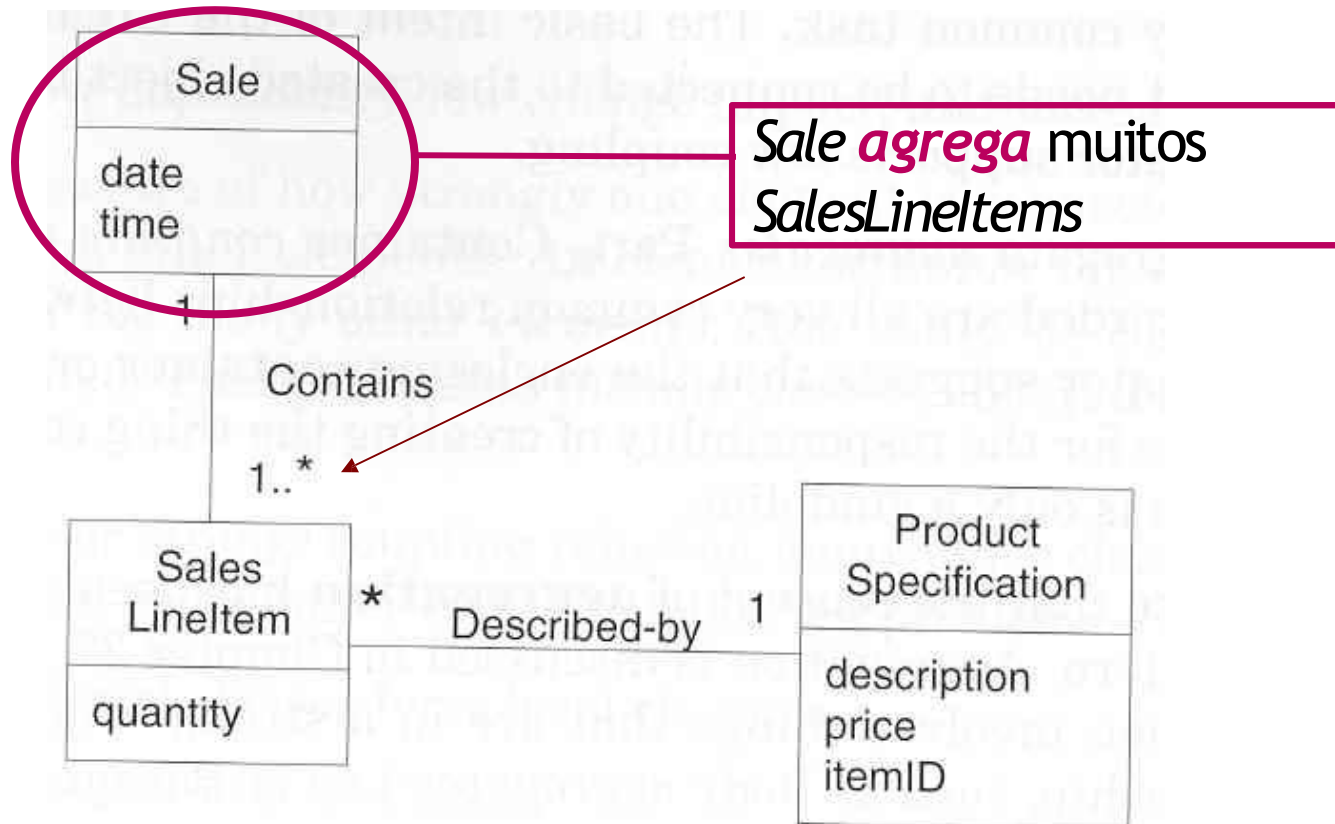 Sale
date
time
Sale agrega muitos
SalesLineItems
1
Contains
1..*
Sales
LineItem
quantity
*
Described-by
1
Product
Specification
description
price
itemID